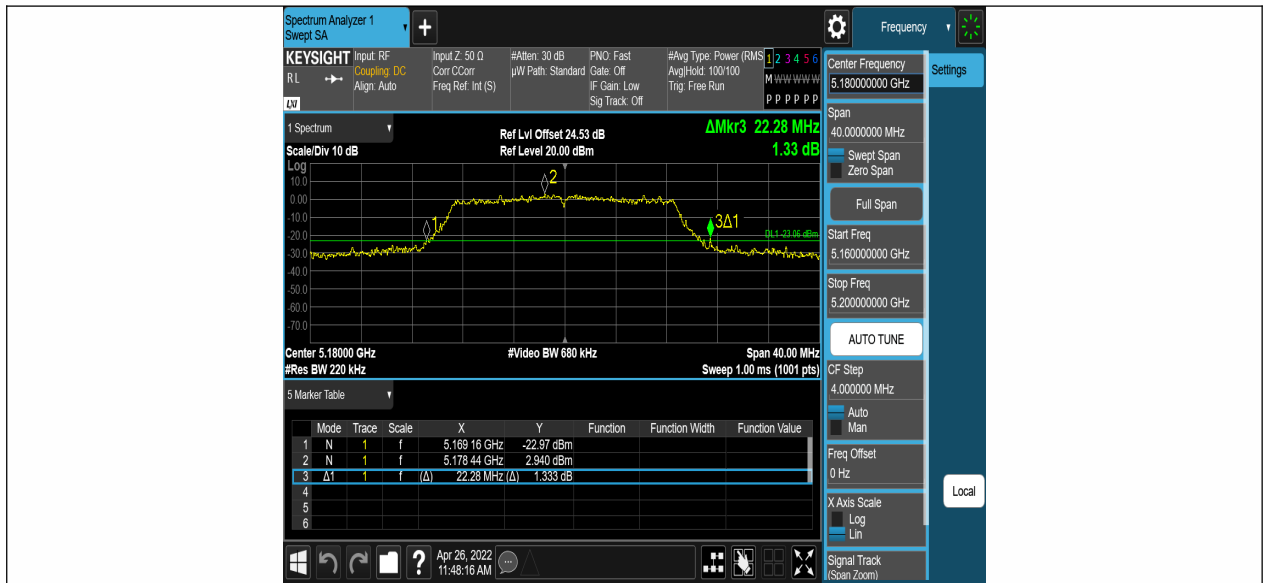 Spectrum Analyzer 1
Swept SA
+
Frequency
KEYSIGHT
RL
LXI
Input: RF
Coupling: DC
Align: Auto
Input Z: 50 Ω
Corr CCorr
Freq Ref: Int (S)
#Atten: 30 dB
µW Path: Standard
PNO: Fast
Gate: Off
IF Gain: Low
Sig Track: Off
#Avg Type: Power (RMS
Avg|Hold: 100/100
Trig: Free Run
1 2 3 4 5 6
M W W W W W
P P P P P P
1 Spectrum
Scale/Div 10 dB
Ref Lvl Offset 24.53 dB
Ref Level 20.00 dBm
ΔMkr3 22.28 MHz
1.33 dB
Log
10.0
0.00
-10.0
-20.0
-30.0
-40.0
-50.0
-60.0
-70.0
1
2
3Δ1
DL1 -23.06 dBm
Center 5.18000 GHz
#Video BW 680 kHz
Span 40.00 MHz
#Res BW 220 kHz
Sweep 1.00 ms (1001 pts)
5 Marker Table
Mode Trace Scale X Y Function Function Width Function Value
1 N 1 f 5.169 16 GHz -22.97 dBm
2 N 1 f 5.178 44 GHz 2.940 dBm
3 Δ1 1 f (Δ) 22.28 MHz (Δ) 1.333 dB
4
5
6
Apr 26, 2022
11:48:16 AM
?
Center Frequency
5.180000000 GHz
Settings
Span
40.0000000 MHz
Swept Span
Zero Span
Full Span
Start Freq
5.160000000 GHz
Stop Freq
5.200000000 GHz
AUTO TUNE
CF Step
4.000000 MHz
Auto
Man
Freq Offset
0 Hz
X Axis Scale
Log
Lin
Signal Track
(Span Zoom)
Local